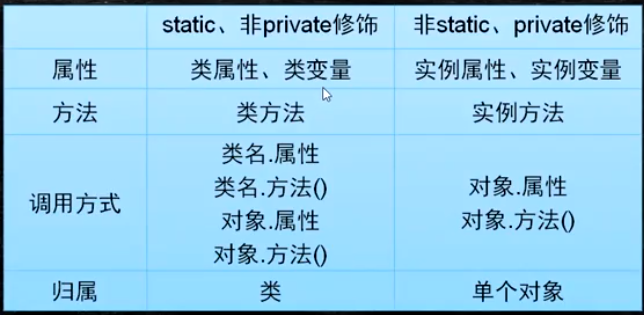 static、非private修饰 非static、private修饰
属性 类属性、类变量 实例属性、实例变量
方法 类方法 实例方法
调用方式
类名.属性
类名.方法()
对象.属性
对象.方法()
对象.属性
对象.方法()
归属 类 单个对象